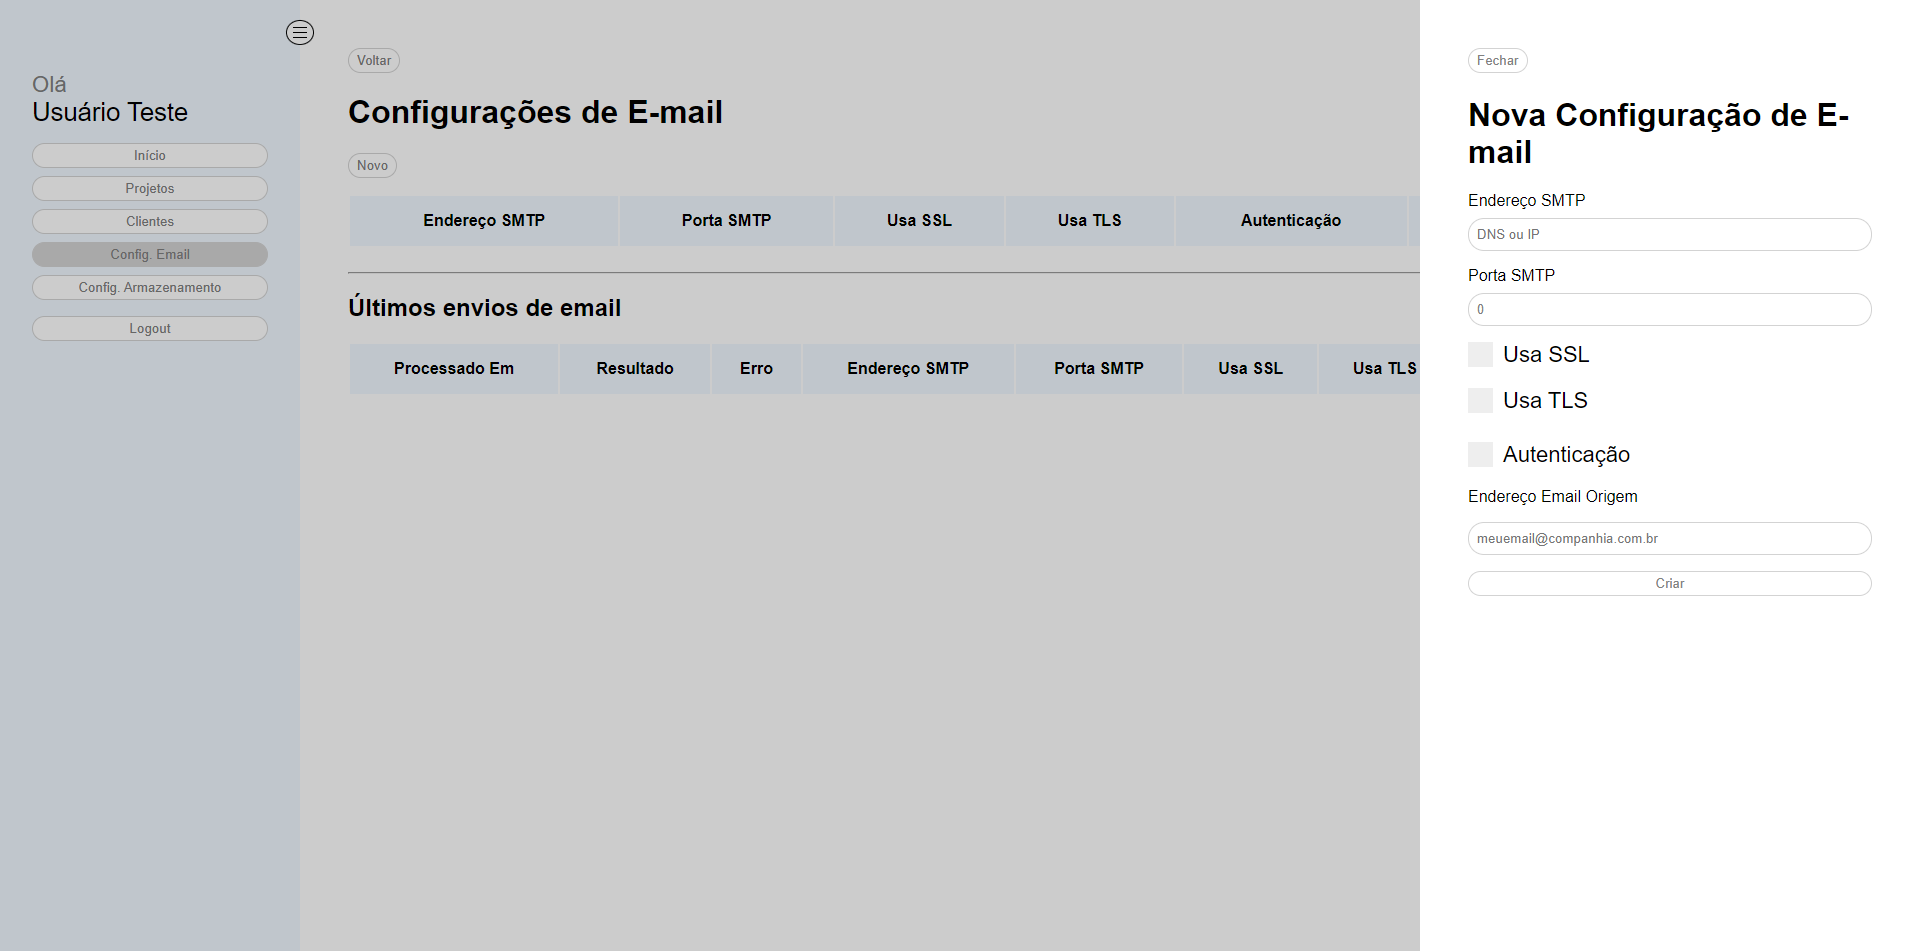 Olá
Usuário Teste
Início
Projetos
Clientes
Config. Email
Config. Armazenamento
Logout
Voltar
Configurações de E-mail
Novo
Endereço SMTP Porta SMTP Usa SSL Usa TLS Autenticação
Últimos envios de email
Processado Em Resultado Erro Endereço SMTP Porta SMTP Usa SSL Usa TLS
Fechar
Nova Configuração de E-
mail
Endereço SMTP
DNS ou IP
Porta SMTP
0
Usa SSL
Usa TLS
Autenticação
Endereço Email Origem
meuemail@companhia.com.br
Criar